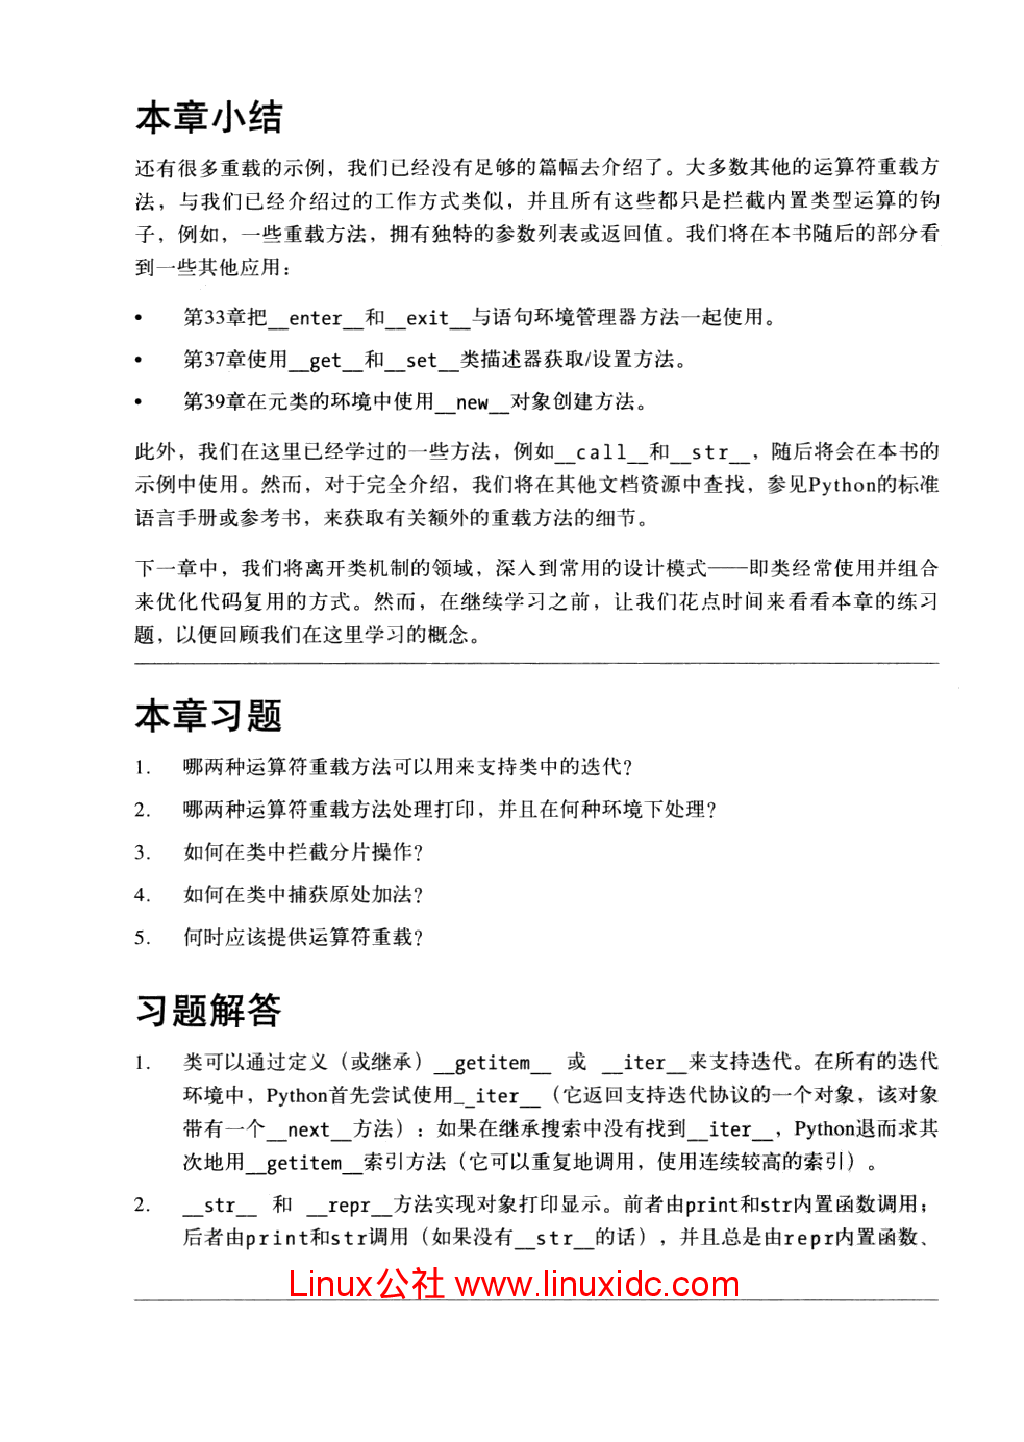 本章小结
还有很多重载的示例，我们已经没有足够的篇幅去介绍了。大多数其他的运算符重载方
法，与我们已经介绍过的工作方式类似，并且所有这些都只是拦截内置类型运算的钩
子，例如，一些重载方法，拥有独特的参数列表或返回值。我们将在本书随后的部分看
到一些其他应用：
• 第33章把__enter__和__exit__与语句环境管理器方法一起使用。
• 第37章使用__get__和__set__类描述器获取/设置方法。
• 第39章在元类的环境中使用__new__对象创建方法。
此外，我们在这里已经学过的一些方法，例如__call__和__str__，随后将会在本书的
示例中使用。然而，对于完全介绍，我们将在其他文档资源中查找，参见Python的标准
语言手册或参考书，来获取有关额外的重载方法的细节。
下一章中，我们将离开类机制的领域，深入到常用的设计模式——即类经常使用并组合
来优化代码复用的方式。然而，在继续学习之前，让我们花点时间来看看本章的练习
题，以便回顾我们在这里学习的概念。
本章习题
1. 哪两种运算符重载方法可以用来支持类中的迭代？
2. 哪两种运算符重载方法处理打印，并且在何种环境下处理？
3. 如何在类中拦截分片操作？
4. 如何在类中捕获原处加法？
5. 何时应该提供运算符重载？
习题解答
1. 类可以通过定义（或继承）__getitem__ 或 __iter__来支持迭代。在所有的迭代
环境中，Python首先尝试使用__iter__（它返回支持迭代协议的一个对象，该对象
带有一个__next__方法）：如果在继承搜索中没有找到__iter__，Python退而求其
次地用__getitem__索引方法（它可以重复地调用，使用连续较高的索引）。
2. __str__ 和 __repr__方法实现对象打印显示。前者由print和str内置函数调用；
后者由print和str调用（如果没有__str__的话），并且总是由repr内置函数、
Linux公社 www.linuxidc.com